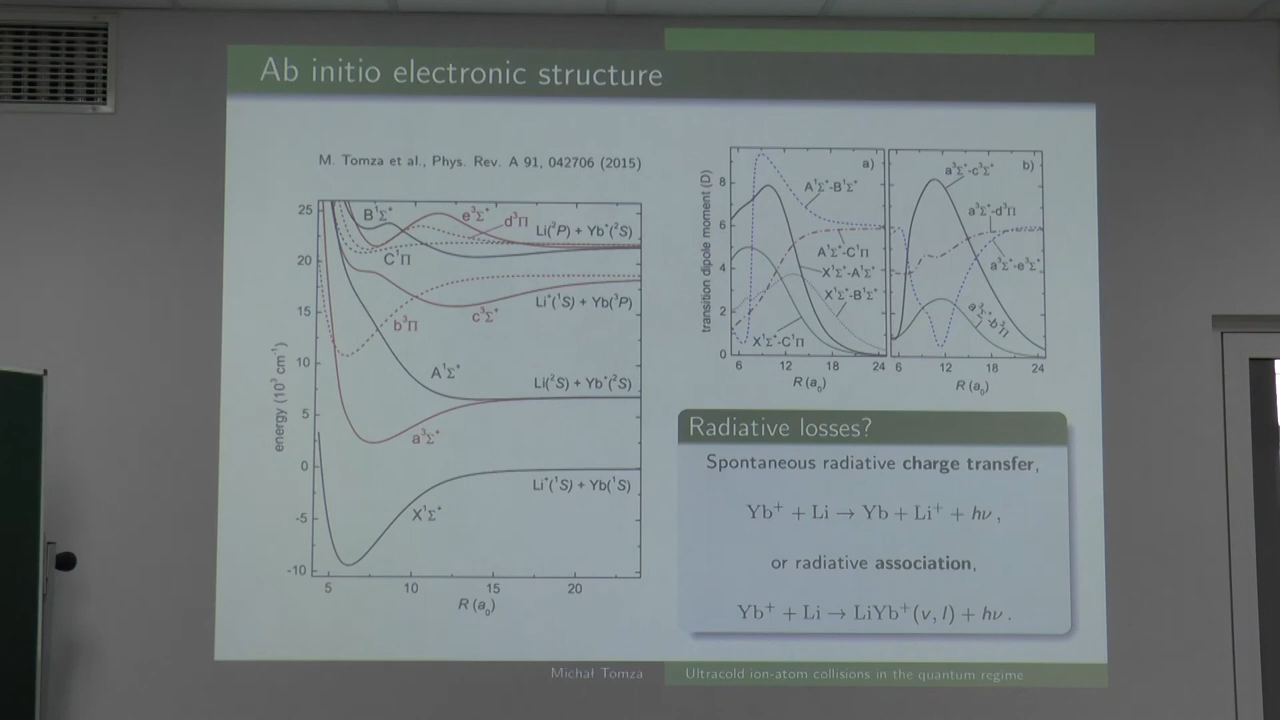 Ab initio electronic structure
M. Tomza et al., Phys. Rev. A 91, 042706 (2015)
energy (10³ cm⁻¹)
25
20
15
10
5
0
-5
-10
B¹Σ⁺
e³Σ⁺
d³Π
Li(²P) + Yb⁺(²S)
C¹Π
Li⁺(¹S) + Yb(³P)
b³Π
c³Σ⁺
A¹Σ⁺
Li(²S) + Yb⁺(²S)
a³Σ⁺
Li⁺(¹S) + Yb(¹S)
X¹Σ⁺
5 10 15 20
R (a₀)
transition dipole moment (D)
8
6
4
2
0
a)
A¹Σ⁺-B¹Σ⁺
A¹Σ⁺-C¹Π
X¹Σ⁺-A¹Σ⁺
X¹Σ⁺-B¹Σ⁺
X¹Σ⁺-C¹Π
6 12 18 24
R (a₀)
b)
a³Σ⁺-c³Σ⁺
a³Σ⁺-d³Π
a³Σ⁺-e³Σ⁺
a³Σ⁺-b³Π
6 12 18 24
R (a₀)
Radiative losses?
Spontaneous radiative charge transfer,
Yb⁺ + Li → Yb + Li⁺ + hν ,
or radiative association,
Yb⁺ + Li → LiYb⁺(v, l) + hν .
Michał Tomza
Ultracold ion-atom collisions in the quantum regime